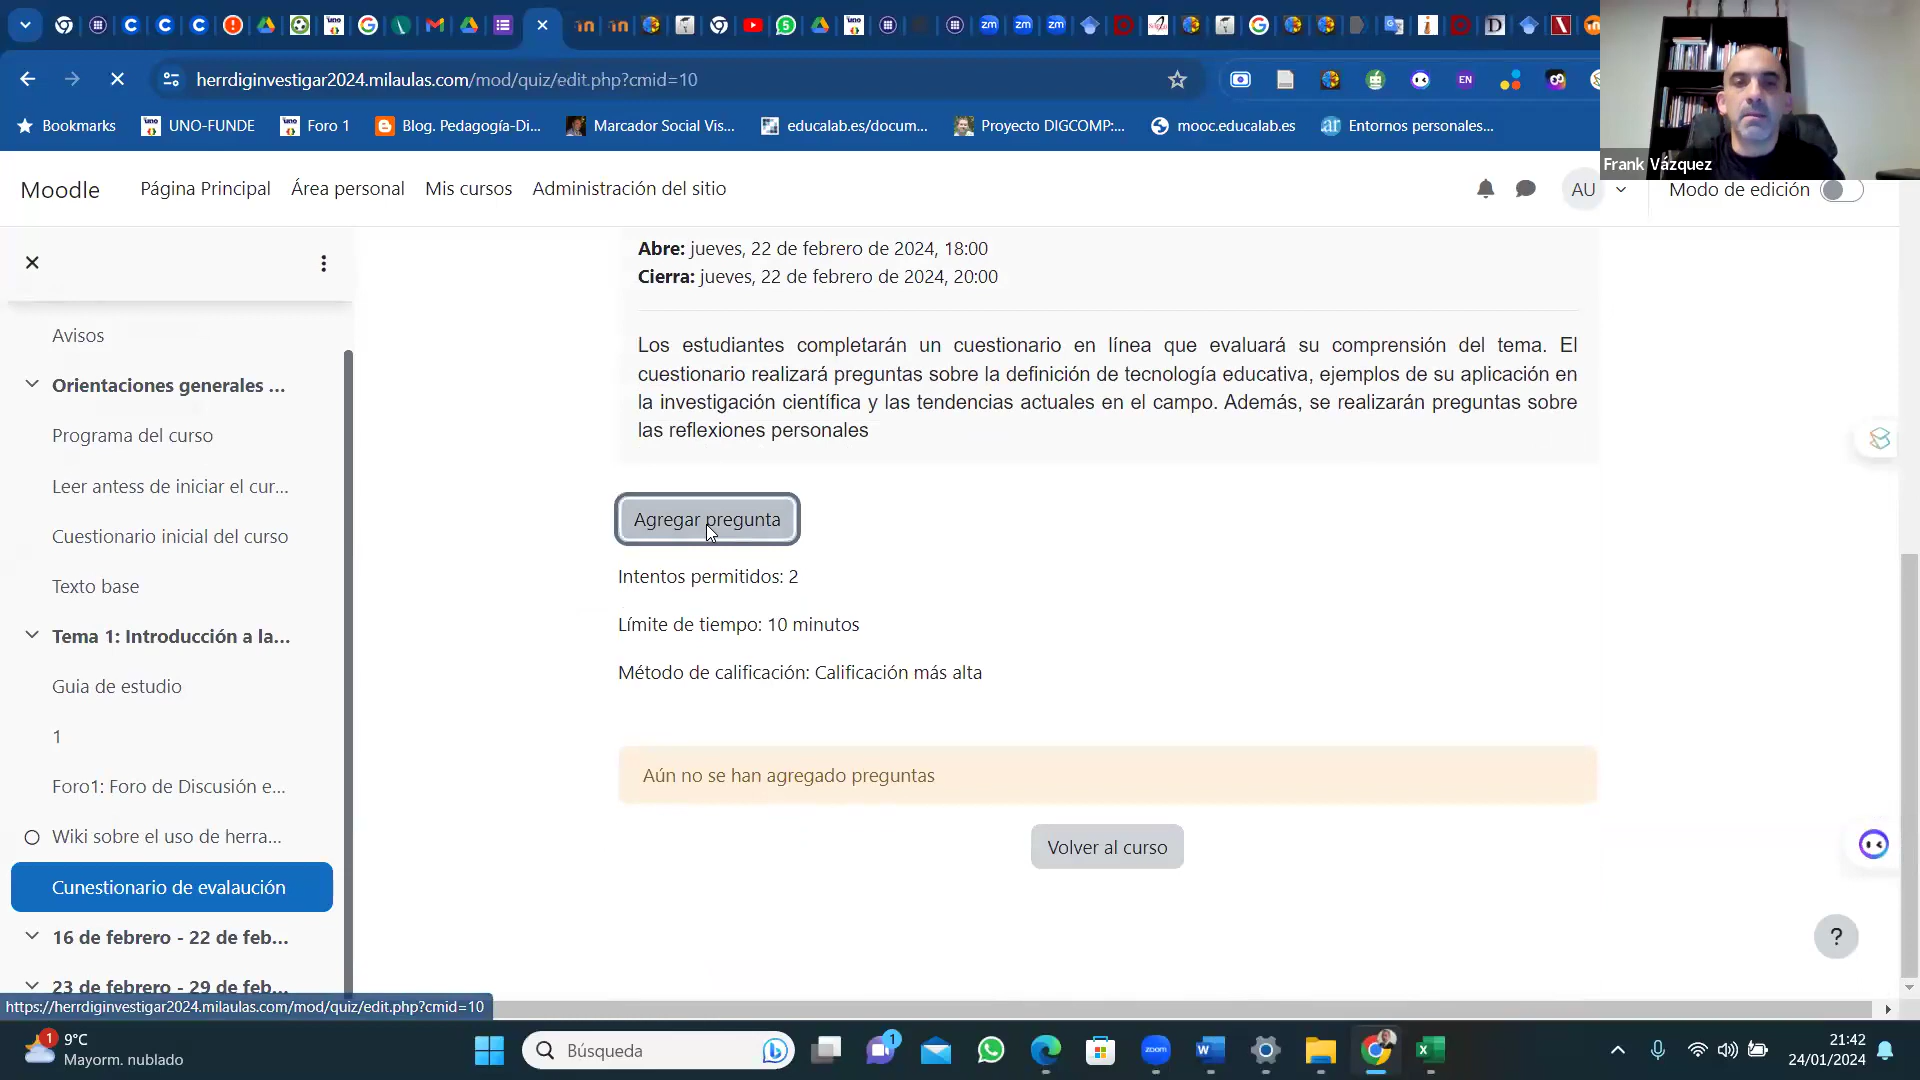 herrdiginvestigar2024.milaulas.com/mod/quiz/edit.php?cmid=10
EN
Bookmarks
UNO-FUNDE
Foro 1
Blog. Pedagogía-Di...
Marcador Social Vis...
educalab.es/docum...
Proyecto DIGCOMP:...
mooc.educalab.es
Entornos personales...
Frank Vázquez
Moodle
Página Principal
Área personal
Mis cursos
Administración del sitio
AU
Modo de edición
Avisos
Orientaciones generales ...
Programa del curso
Leer antess de iniciar el cur...
Cuestionario inicial del curso
Texto base
Tema 1: Introducción a la...
Guia de estudio
1
Foro1: Foro de Discusión e...
Wiki sobre el uso de herra...
Cunestionario de evalaución
16 de febrero - 22 de feb...
23 de febrero - 29 de feb...
Abre: jueves, 22 de febrero de 2024, 18:00
Cierra: jueves, 22 de febrero de 2024, 20:00
Los estudiantes completarán un cuestionario en línea que evaluará su comprensión del tema. El
cuestionario realizará preguntas sobre la definición de tecnología educativa, ejemplos de su aplicación en
la investigación científica y las tendencias actuales en el campo. Además, se realizarán preguntas sobre
las reflexiones personales
Agregar pregunta
Intentos permitidos: 2
Límite de tiempo: 10 minutos
Método de calificación: Calificación más alta
Aún no se han agregado preguntas
Volver al curso
?
https://herrdiginvestigar2024.milaulas.com/mod/quiz/edit.php?cmid=10
1
9°C
Mayorm. nublado
Búsqueda
1
zoom
21:42
24/01/2024